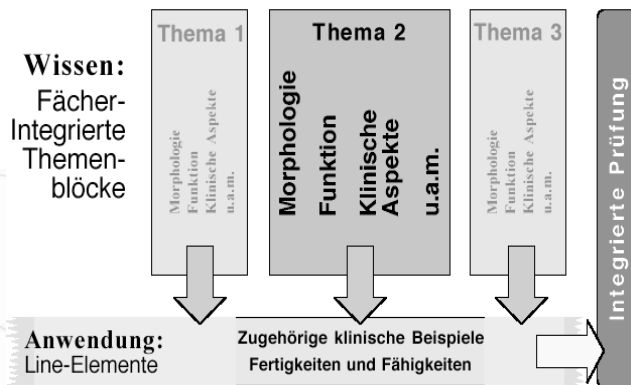 Wissen:
Fächer-
Integrierte
Themen-
blöcke
Thema 1
Morphologie
Funktion
Klinische Aspekte
u.a.m.
Thema 2
Morphologie
Funktion
Klinische
Aspekte
u.a.m.
Thema 3
Morphologie
Funktion
Klinische Aspekte
u.a.m.
Integrierte Prüfung
Anwendung:
Line-Elemente
Zugehörige klinische Beispiele
Fertigkeiten und Fähigkeiten